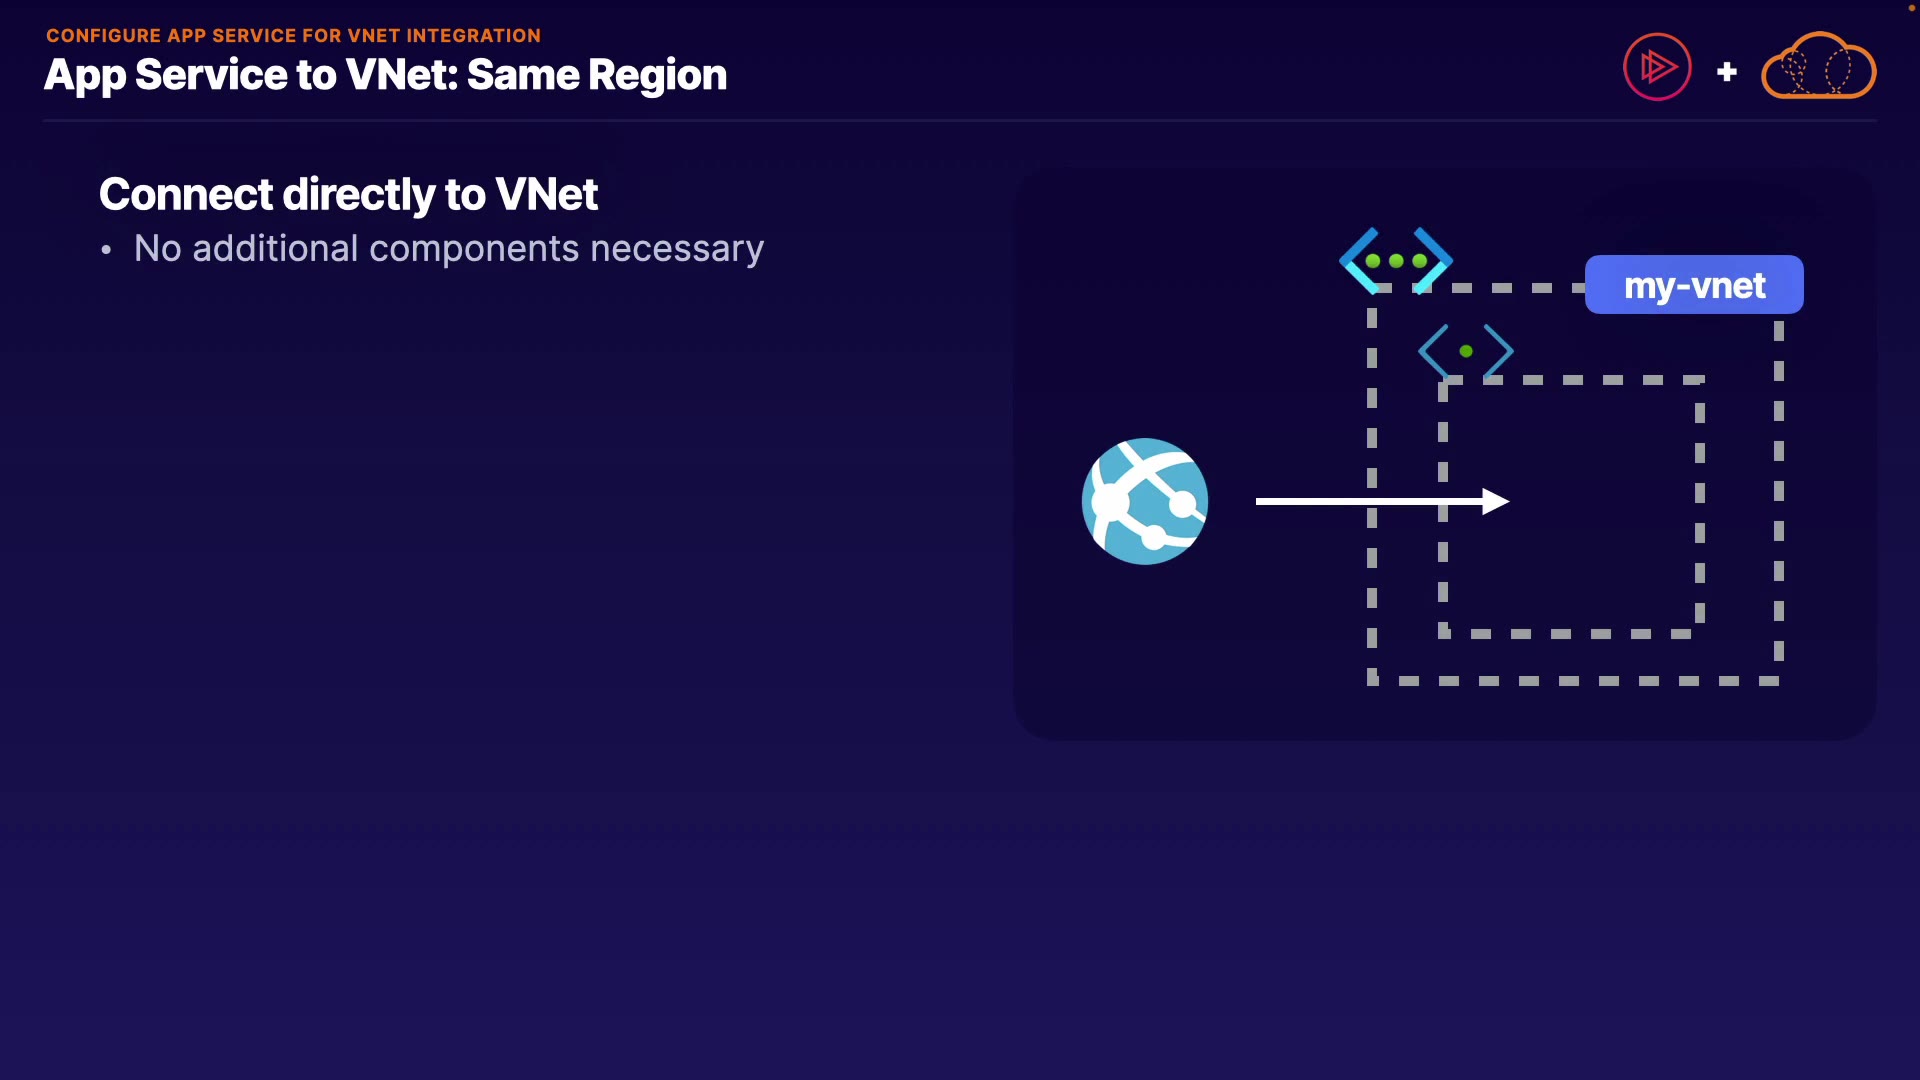 CONFIGURE APP SERVICE FOR VNET INTEGRATION
App Service to VNet: Same Region
Connect directly to VNet
• No additional components necessary
my-vnet